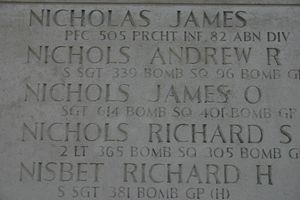 NICHOLAS JAMES
PFC 505 PRCHT INF, 82 ABN DIV
NICHOLS ANDREW R
S SGT 339 BOMB SQ 96 BOMB G
NICHOLS JAMES O
SGT 614 BOMB SQ 401 BOMB GP
NICHOLS RICHARD S
2 LT 365 BOMB SQ 305 BOMB G
NISBET RICHARD H
S SGT 381 BOMB GP (H)